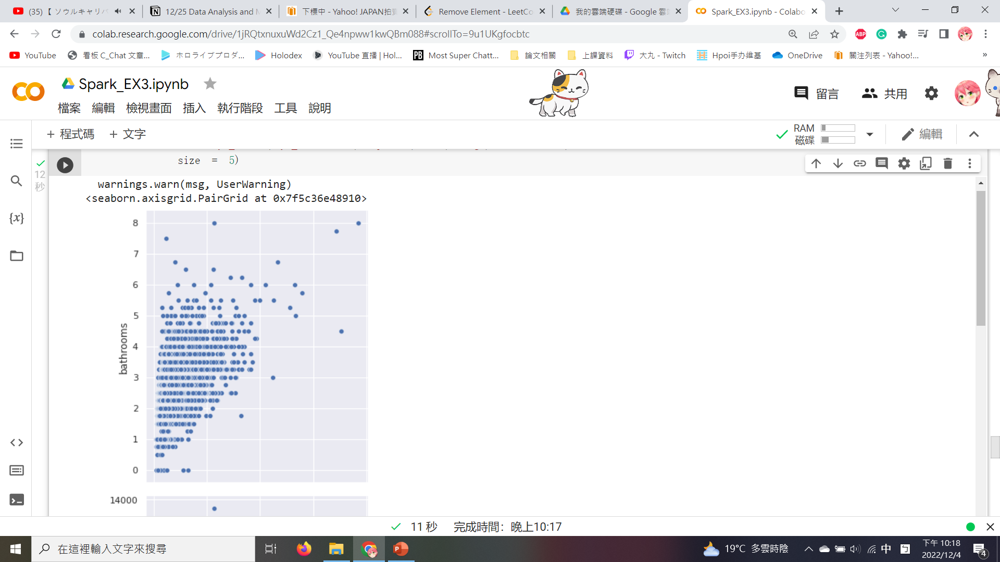 (35)【 ソウルキャリバ
12/25 Data Analysis and M
下標中 - Yahoo! JAPAN拍賣
Remove Element - LeetCo
我的雲端硬碟 - Google 雲端
Spark_EX3.ipynb - Colabo
colab.research.google.com/drive/1jRQtxnuxuWd2Cz1_Qe4npww1kwQBm088#scrollTo=9u1UKgfocbtc
ABP
YouTube
看板 C_Chat 文章...
ホロライブプロダ...
Holodex
YouTube 直播 | Hol...
PB
Most Super Chatt...
論文相關
上課資料
大丸 - Twitch
Hpoi手办维基
OneDrive
關注列表 - Yahoo!...
»
Spark_EX3.ipynb
留言
共用
檔案 編輯 檢視畫面 插入 執行階段 工具 說明
+ 程式碼 + 文字
RAM
磁碟
編輯
size = 5)
12
秒
{x}
warnings.warn(msg, UserWarning)
<seaborn.axisgrid.PairGrid at 0x7f5c36e48910>
8
7
6
5
4
3
2
1
0
bathrooms
14000
11 秒 完成時間：晚上10:17
在這裡輸入文字來搜尋
19°C 多雲時陰
中
ㄅ
下午 10:18
2022/12/4
4